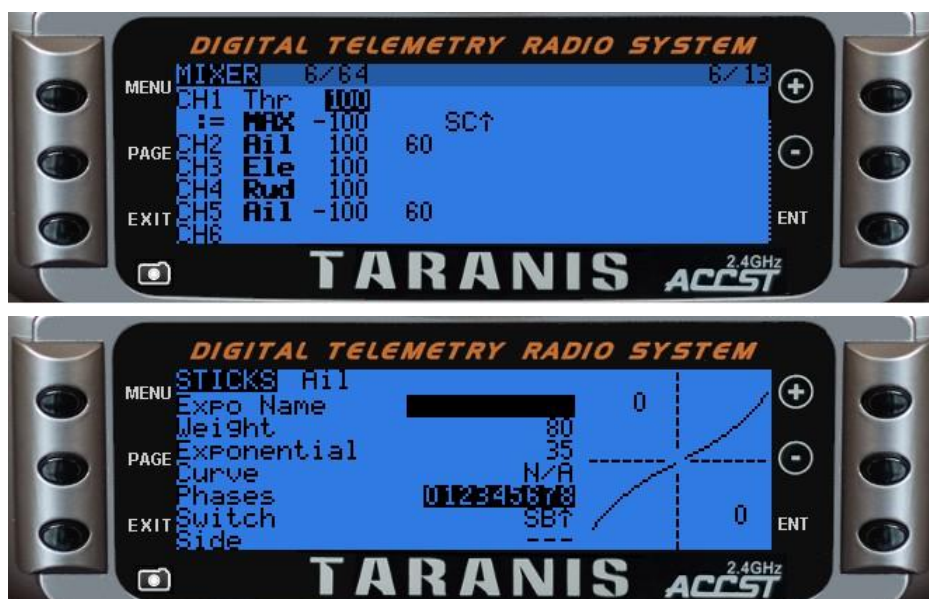 DIGITAL TELEMETRY RADIO SYSTEM
MENU
PAGE
EXIT
MIXER 6/64 6/13
CH1 Thr 100
:= MAX -100 SC↑
CH2 Ail 100 60
CH3 Ele 100
CH4 Rud 100
CH5 Ail -100 60
CH6
+
-
ENT
TARANIS 2.4GHz ACCST
DIGITAL TELEMETRY RADIO SYSTEM
MENU
PAGE
EXIT
STICKS Ail
Expo Name
Weight 80
Exponential 35
Curve N/A
Phases 012345678
Switch SB↑
Side ---
0
0
+
-
ENT
TARANIS 2.4GHz ACCST